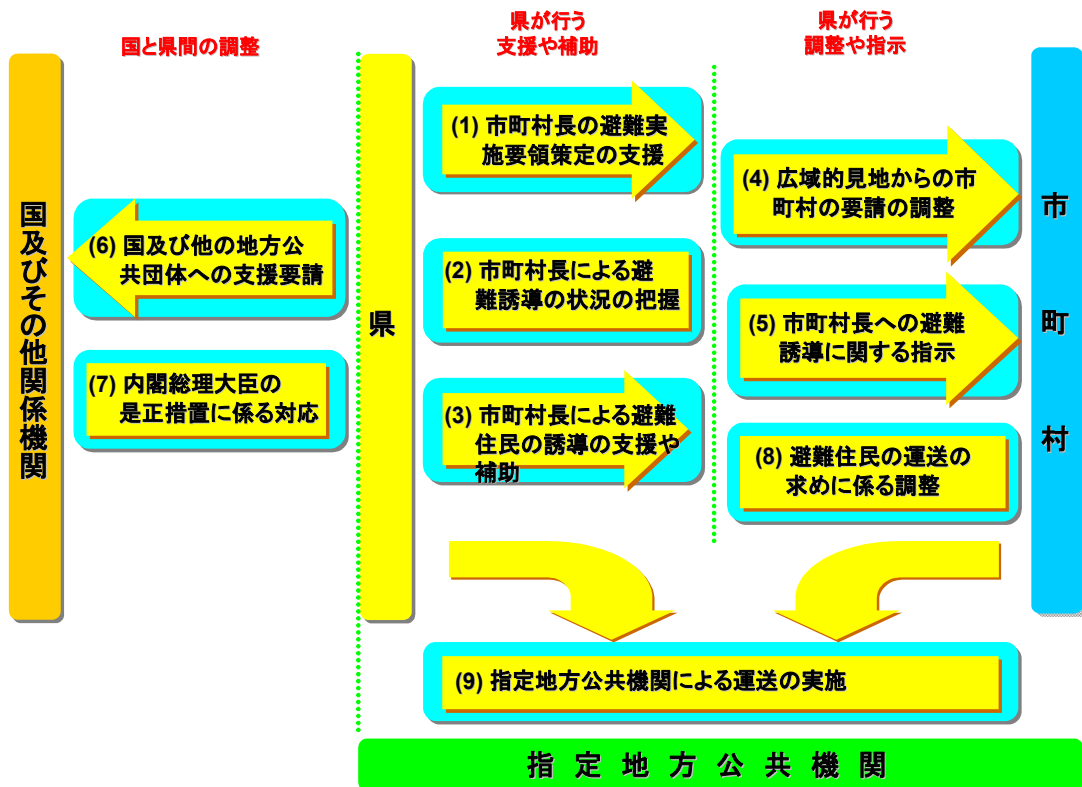 国と県間の調整
県が行う
支援や補助
県が行う
調整や指示
国及びその他関係機関
県
市町村
(1) 市町村長の避難実
施要領策定の支援
(2) 市町村長による避
難誘導の状況の把握
(3) 市町村長による避難
住民の誘導の支援や
補助
(4) 広域的見地からの市
町村の要請の調整
(5) 市町村長への避難
誘導に関する指示
(6) 国及び他の地方公
共団体への支援要請
(7) 内閣総理大臣の
是正措置に係る対応
(8) 避難住民の運送の
求めに係る調整
(9) 指定地方公共機関による運送の実施
指定地方公共機関